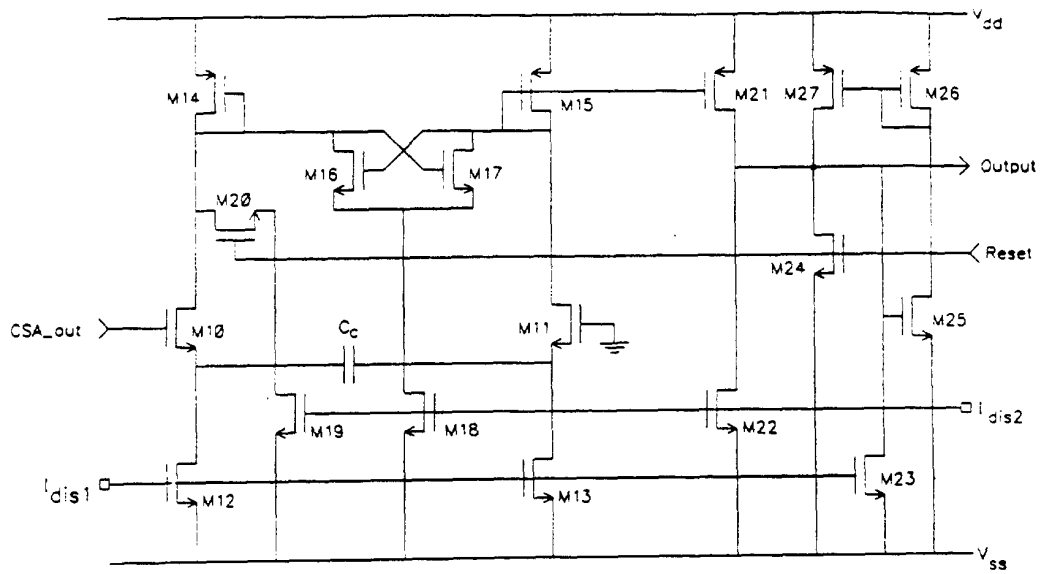 Vdd
M14
M15
M21
M27
M26
M16
M17
Output
M20
M24
Reset
CSA_out
M10
Cc
M11
M25
M19
M18
M22
Idis2
Idis1
M12
M13
M23
Vss